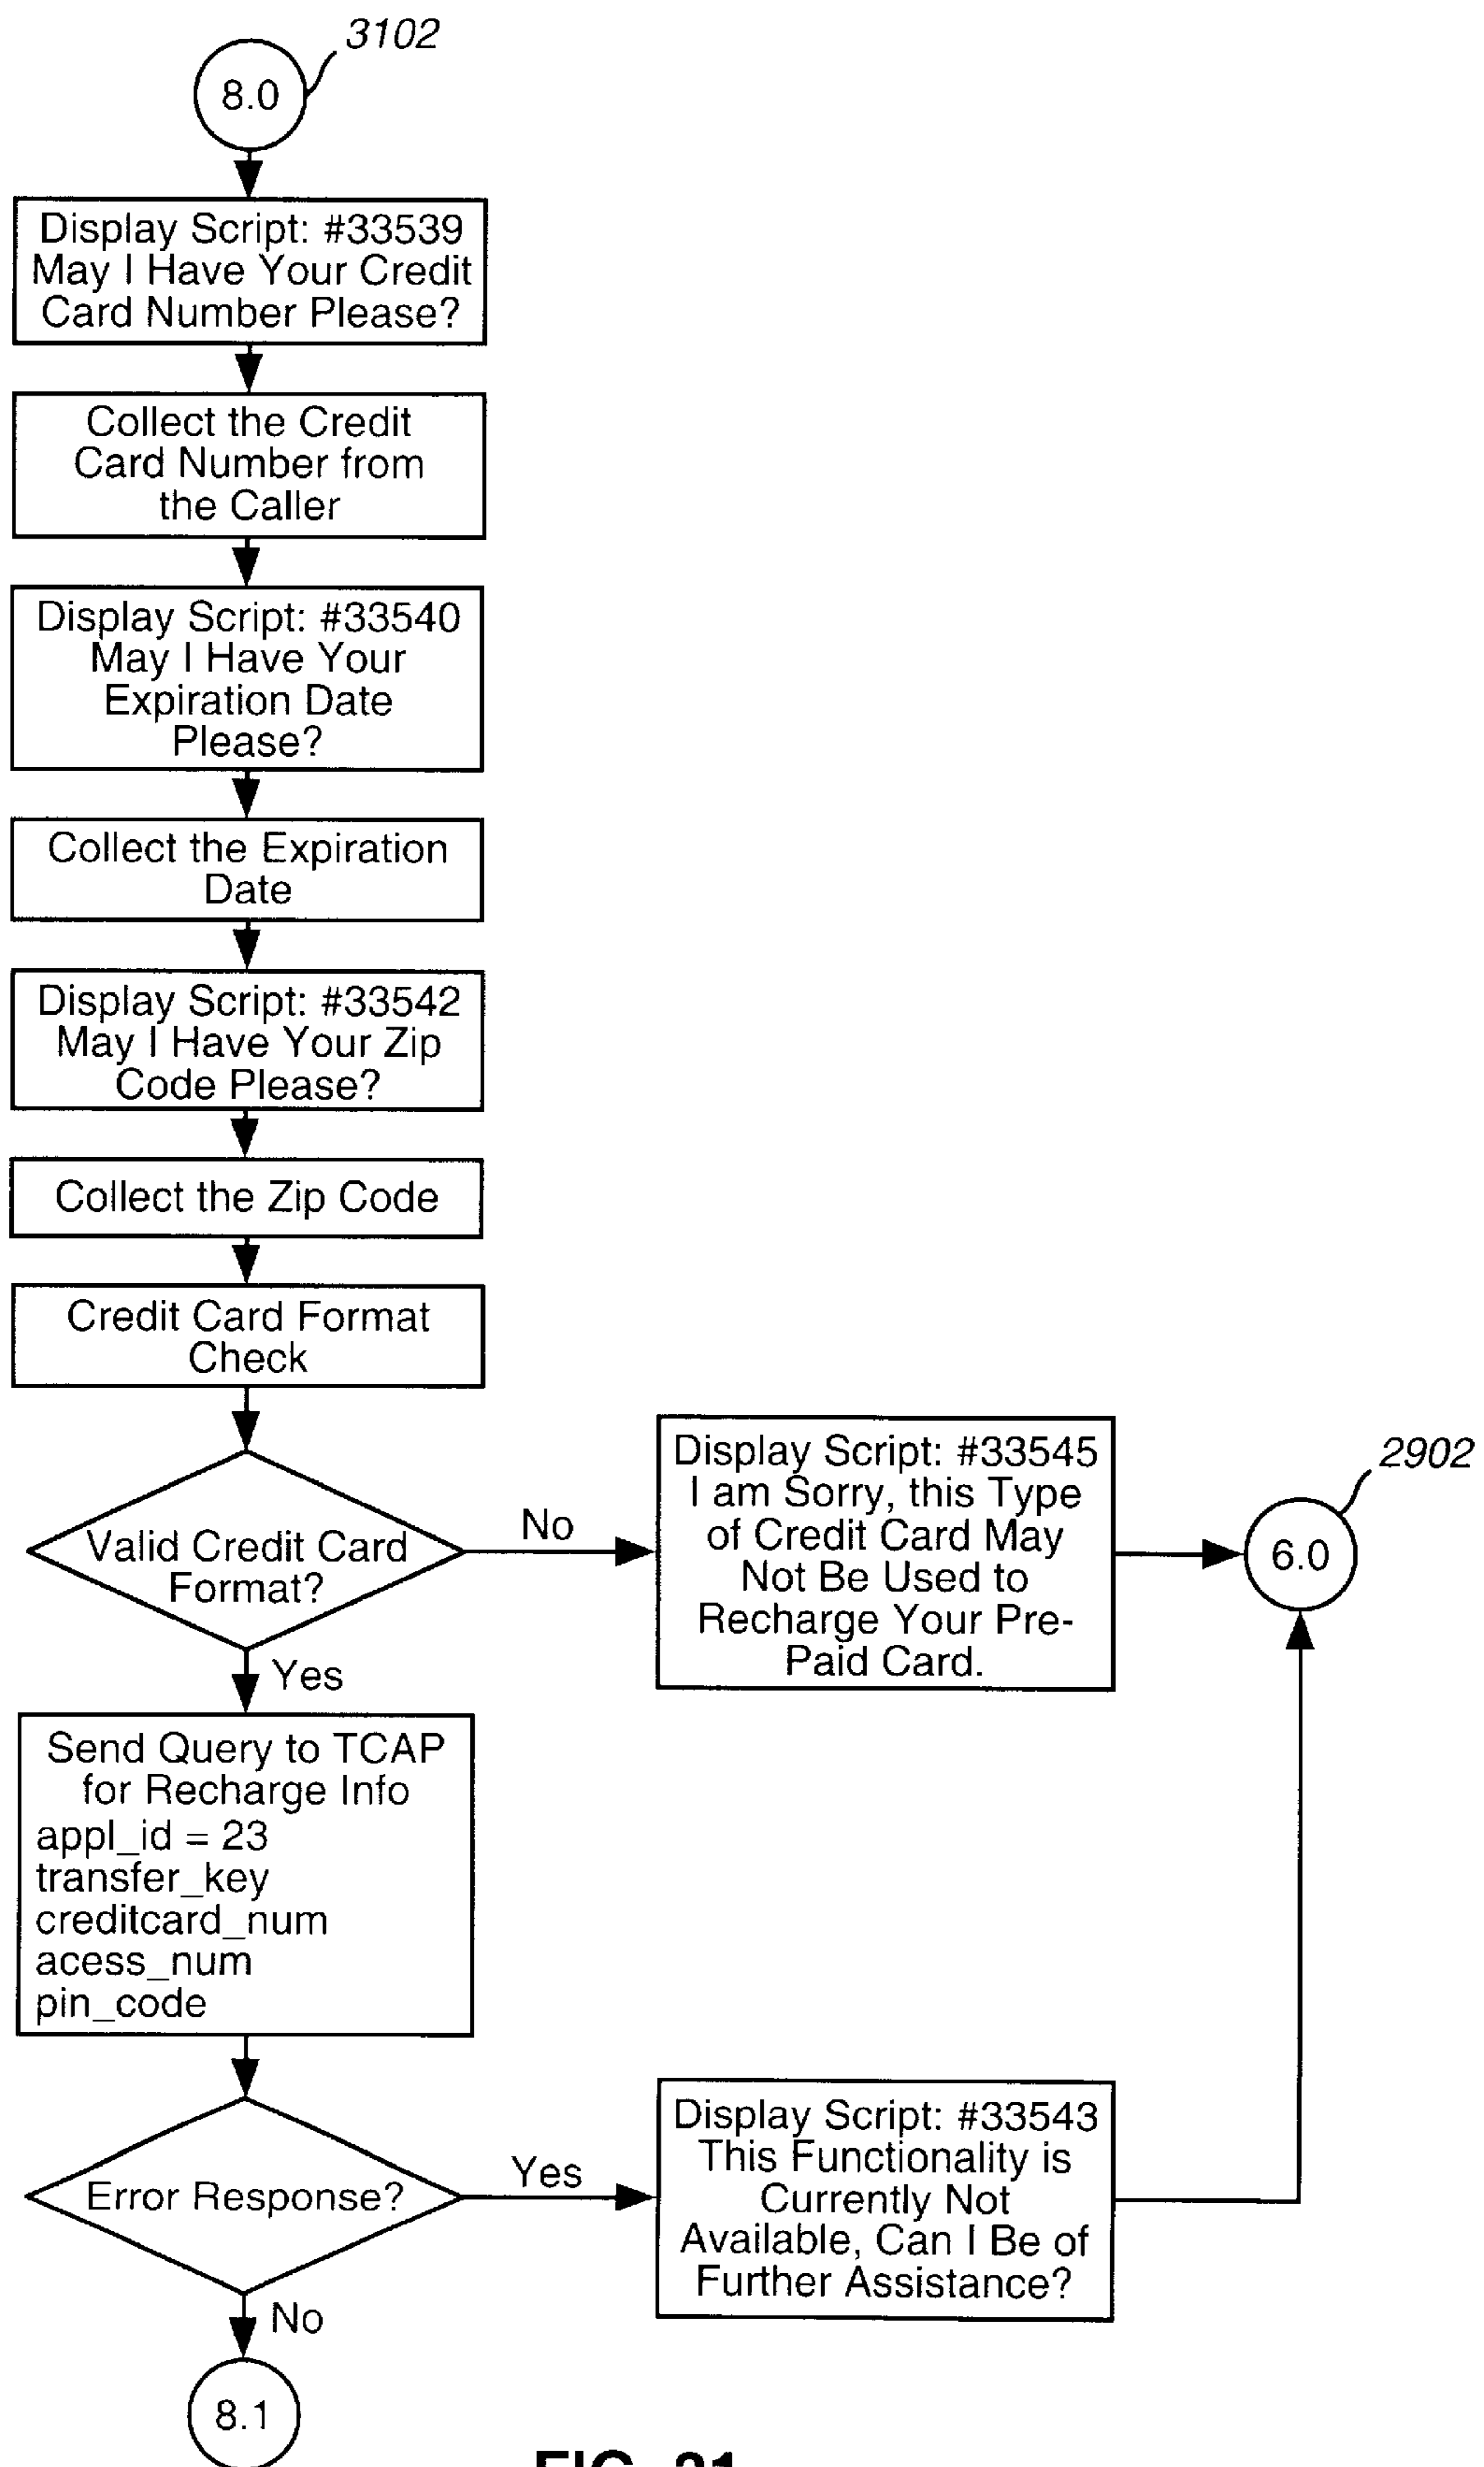 3102
8.0
Display Script: #33539
May I Have Your Credit
Card Number Please?
Collect the Credit
Card Number from
the Caller
Display Script: #33540
May I Have Your
Expiration Date
Please?
Collect the Expiration
Date
Display Script: #33542
May I Have Your Zip
Code Please?
Collect the Zip Code
Credit Card Format
Check
Valid Credit Card
Format?
No
Display Script: #33545
I am Sorry, this Type
of Credit Card May
Not Be Used to
Recharge Your Pre-
Paid Card.
2902
6.0
Yes
Send Query to TCAP
for Recharge Info
appl_id = 23
transfer_key
creditcard_num
acess_num
pin_code
Error Response?
Yes
Display Script: #33543
This Functionality is
Currently Not
Available, Can I Be of
Further Assistance?
No
8.1
FIG. 31